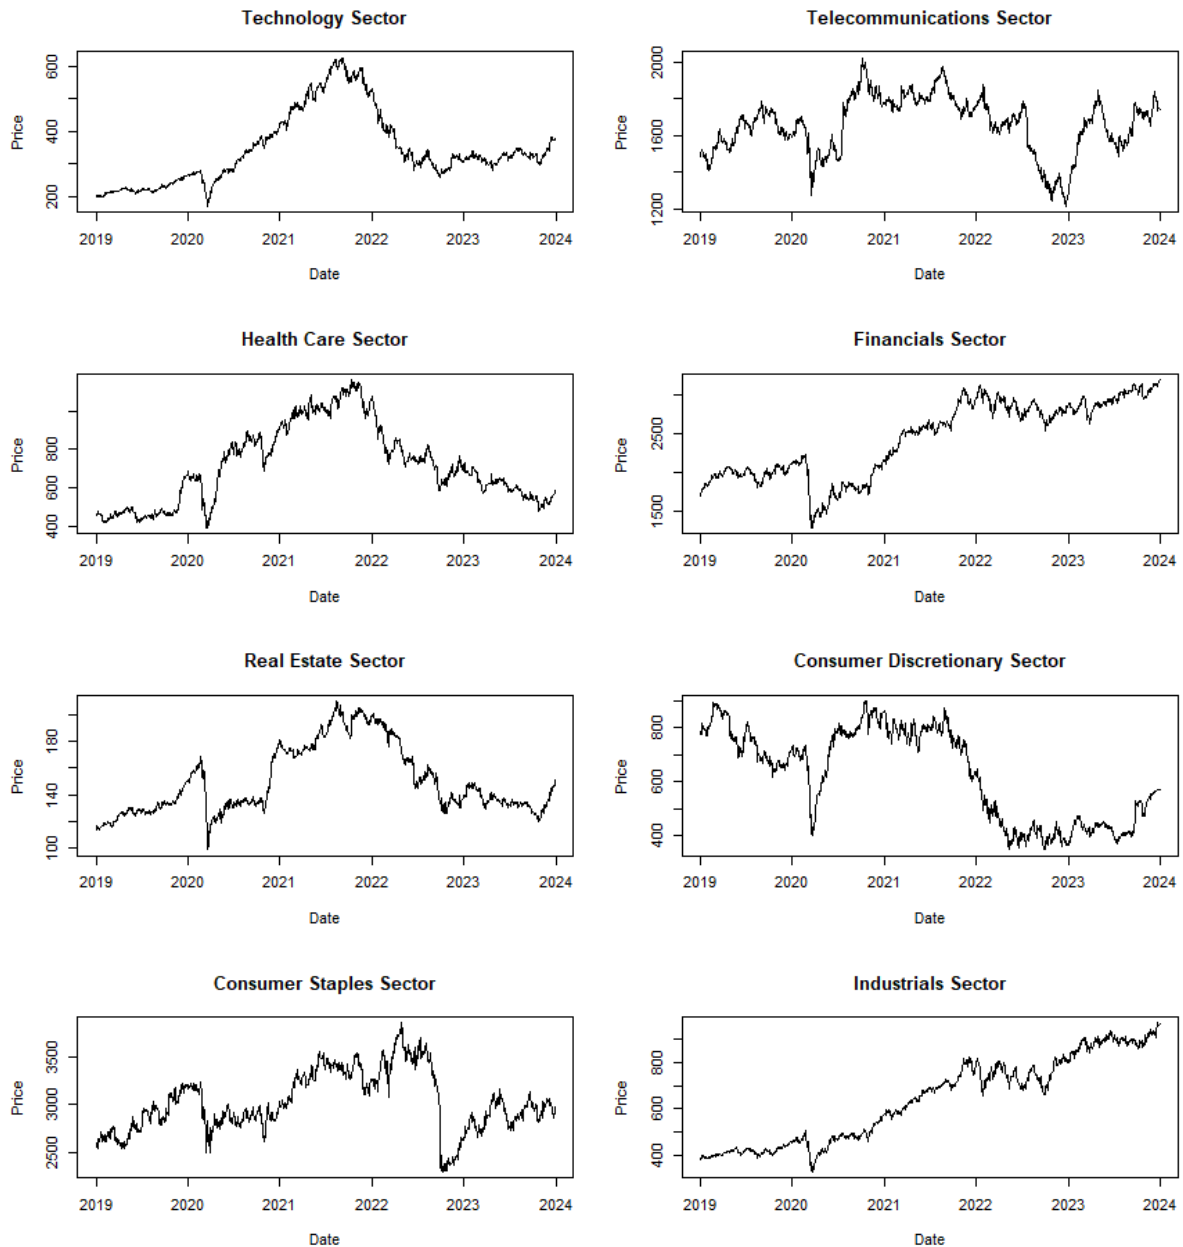 Technology Sector
Price
200
400
600
2019 2020 2021 2022 2023 2024
Date
Telecommunications Sector
Price
1200
1600
2000
2019 2020 2021 2022 2023 2024
Date
Health Care Sector
Price
400
600
800
2019 2020 2021 2022 2023 2024
Date
Financials Sector
Price
1500
2500
2019 2020 2021 2022 2023 2024
Date
Real Estate Sector
Price
100
140
180
2019 2020 2021 2022 2023 2024
Date
Consumer Discretionary Sector
Price
400
600
800
2019 2020 2021 2022 2023 2024
Date
Consumer Staples Sector
Price
2500
3000
3500
2019 2020 2021 2022 2023 2024
Date
Industrials Sector
Price
400
600
800
2019 2020 2021 2022 2023 2024
Date